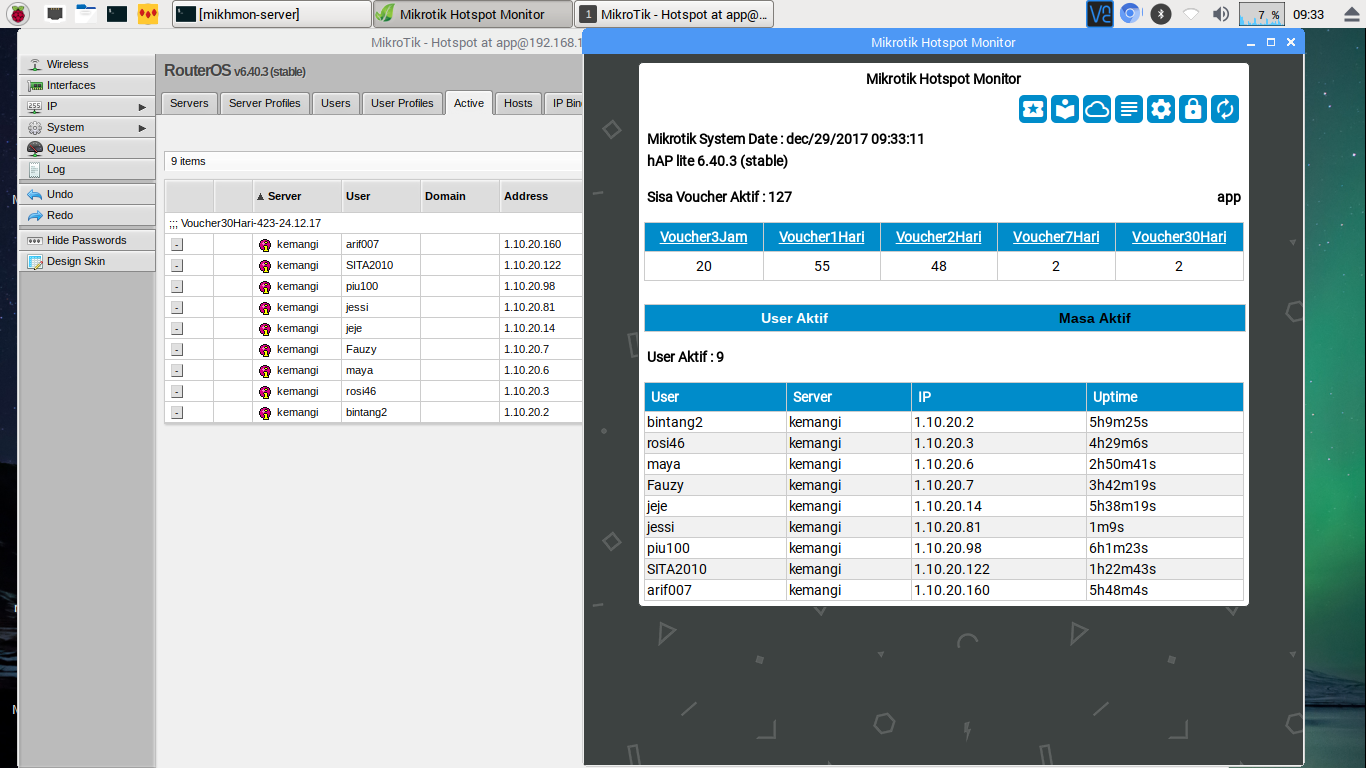 [mikhmon-server]
Mikrotik Hotspot Monitor
1 MikroTik - Hotspot at app@...
7 %
09:33
MikroTik - Hotspot at app@192.168.1
Wireless
Interfaces
IP
System
Queues
Log
Undo
Redo
Hide Passwords
Design Skin
RouterOS v6.40.3 (stable)
Servers Server Profiles Users User Profiles Active Hosts IP Bin
9 items
Server User Domain Address
;;; Voucher30Hari-423-24.12.17
- kemangi arif007 1.10.20.160
- kemangi SITA2010 1.10.20.122
- kemangi piu100 1.10.20.98
- kemangi jessi 1.10.20.81
- kemangi jeje 1.10.20.14
- kemangi Fauzy 1.10.20.7
- kemangi maya 1.10.20.6
- kemangi rosi46 1.10.20.3
- kemangi bintang2 1.10.20.2
Mikrotik Hotspot Monitor
Mikrotik Hotspot Monitor
Mikrotik System Date : dec/29/2017 09:33:11
hAP lite 6.40.3 (stable)
Sisa Voucher Aktif : 127 app
Voucher3Jam Voucher1Hari Voucher2Hari Voucher7Hari Voucher30Hari
20 55 48 2 2
User Aktif Masa Aktif
User Aktif : 9
User Server IP Uptime
bintang2 kemangi 1.10.20.2 5h9m25s
rosi46 kemangi 1.10.20.3 4h29m6s
maya kemangi 1.10.20.6 2h50m41s
Fauzy kemangi 1.10.20.7 3h42m19s
jeje kemangi 1.10.20.14 5h38m19s
jessi kemangi 1.10.20.81 1m9s
piu100 kemangi 1.10.20.98 6h1m23s
SITA2010 kemangi 1.10.20.122 1h22m43s
arif007 kemangi 1.10.20.160 5h48m4s